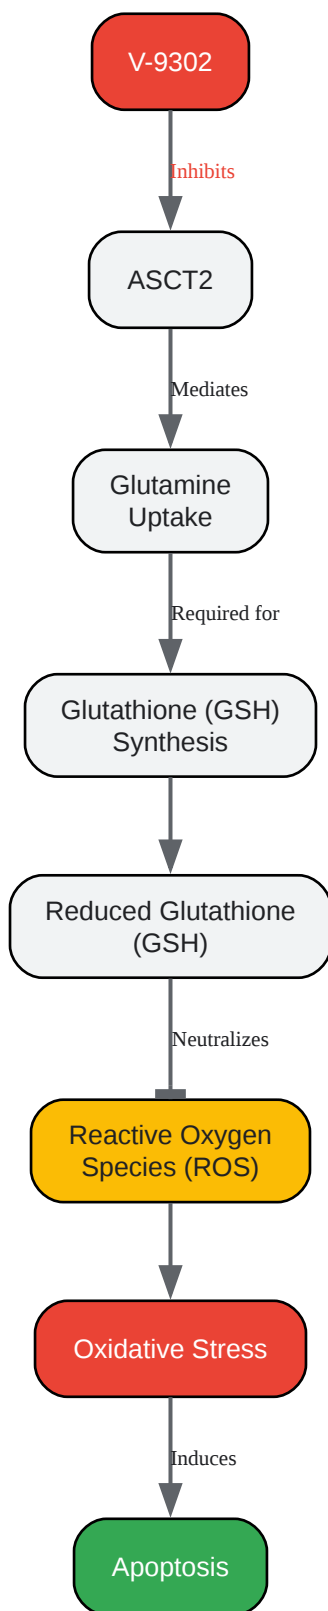 V-9302
Inhibits
ASCT2
Mediates
Glutamine
Uptake
Required for
Glutathione (GSH)
Synthesis
Reduced Glutathione
(GSH)
Neutralizes
Reactive Oxygen
Species (ROS)
Oxidative Stress
Induces
Apoptosis